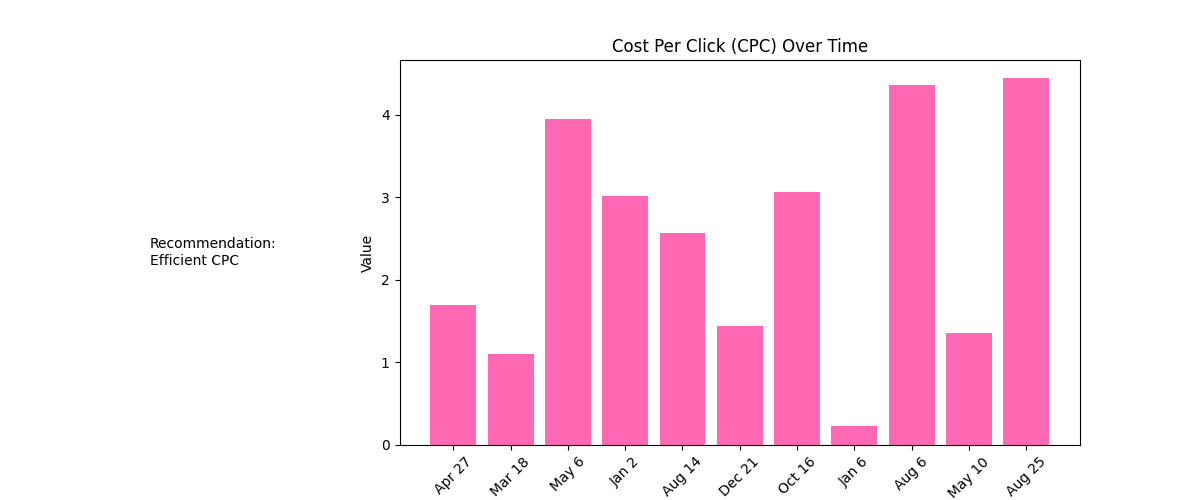 Cost Per Click (CPC) Over Time
Recommendation:
Efficient CPC
Value
4
3
2
1
0
Apr 27
Mar 18
May 6
Jan 2
Aug 14
Dec 21
Oct 16
Jan 6
Aug 6
May 10
Aug 25